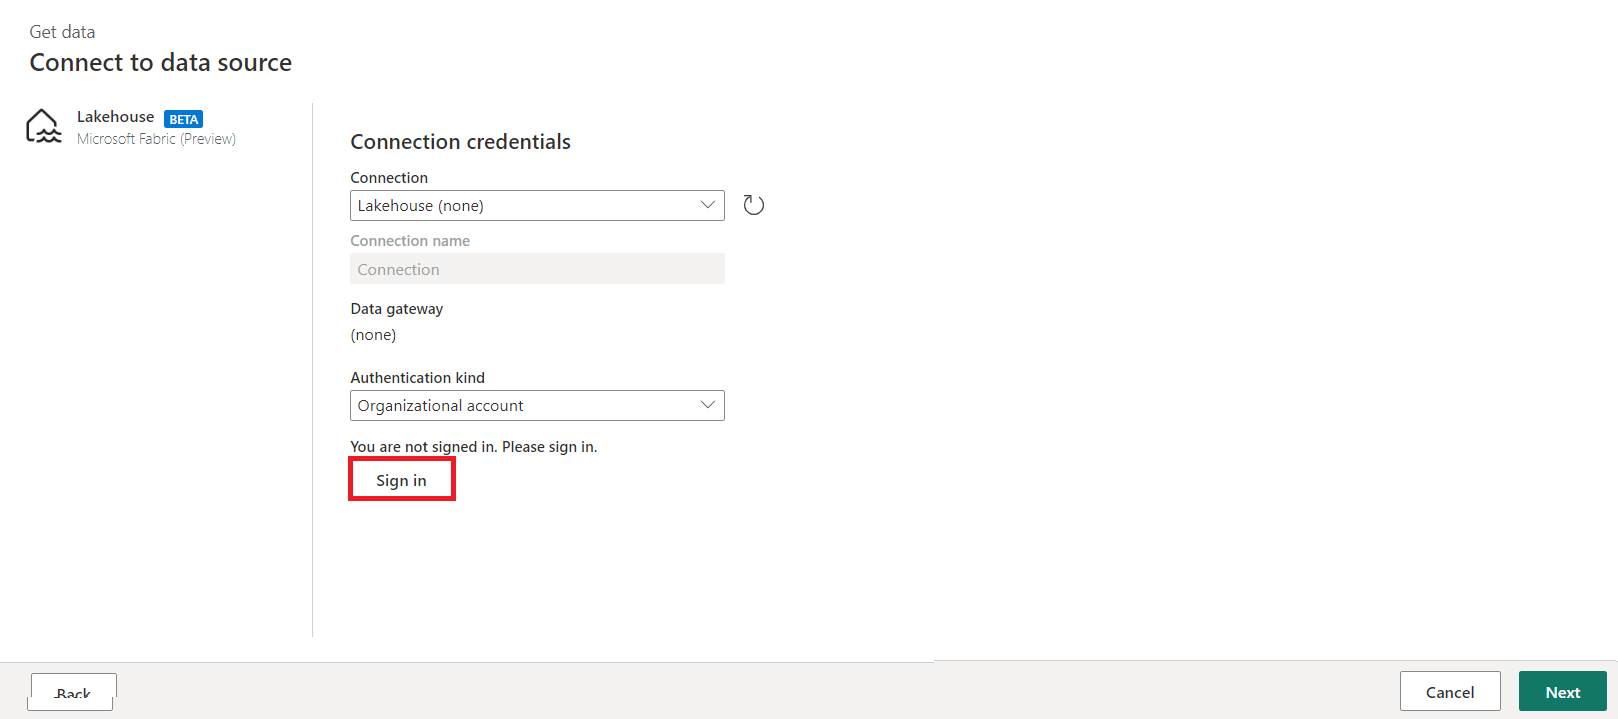 Get data
Connect to data source
Lakehouse BETA
Microsoft Fabric (Preview)
Connection credentials
Connection
Lakehouse (none)
Connection name
Connection
Data gateway
(none)
Authentication kind
Organizational account
You are not signed in. Please sign in.
Sign in
Back
Cancel
Next